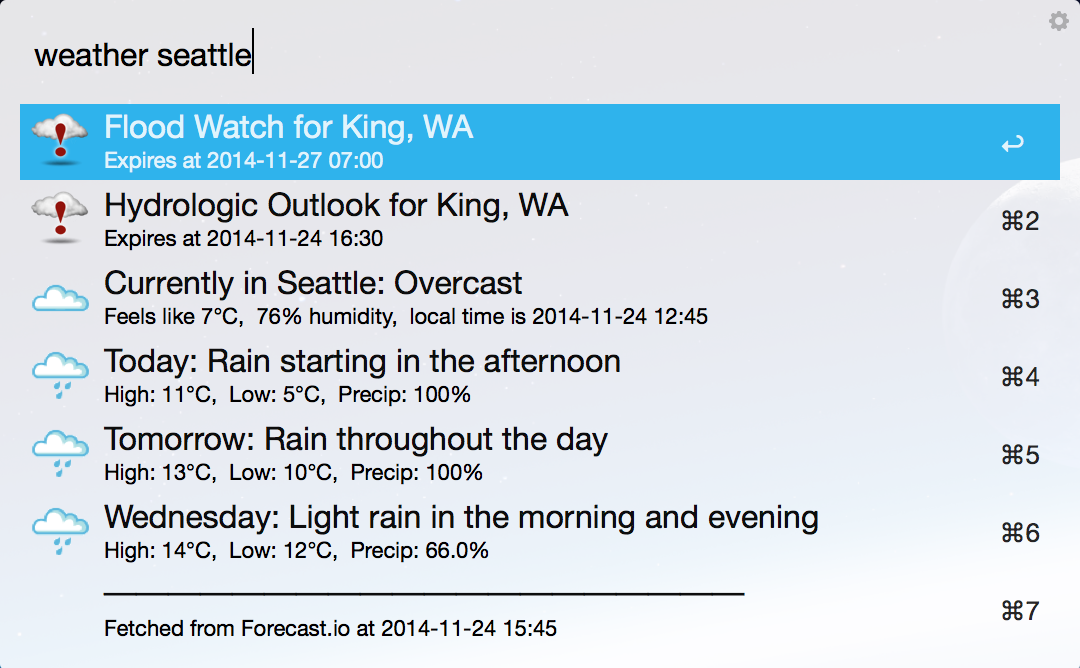 weather seattle
Flood Watch for King, WA
Expires at 2014-11-27 07:00
Hydrologic Outlook for King, WA
⌘2
Expires at 2014-11-24 16:30
Currently in Seattle: Overcast
⌘3
Feels like 7°C, 76% humidity, local time is 2014-11-24 12:45
Today: Rain starting in the afternoon
⌘4
High: 11°C, Low: 5°C, Precip: 100%
Tomorrow: Rain throughout the day
⌘5
High: 13°C, Low: 10°C, Precip: 100%
Wednesday: Light rain in the morning and evening
⌘6
High: 14°C, Low: 12°C, Precip: 66.0%
⌘7
Fetched from Forecast.io at 2014-11-24 15:45